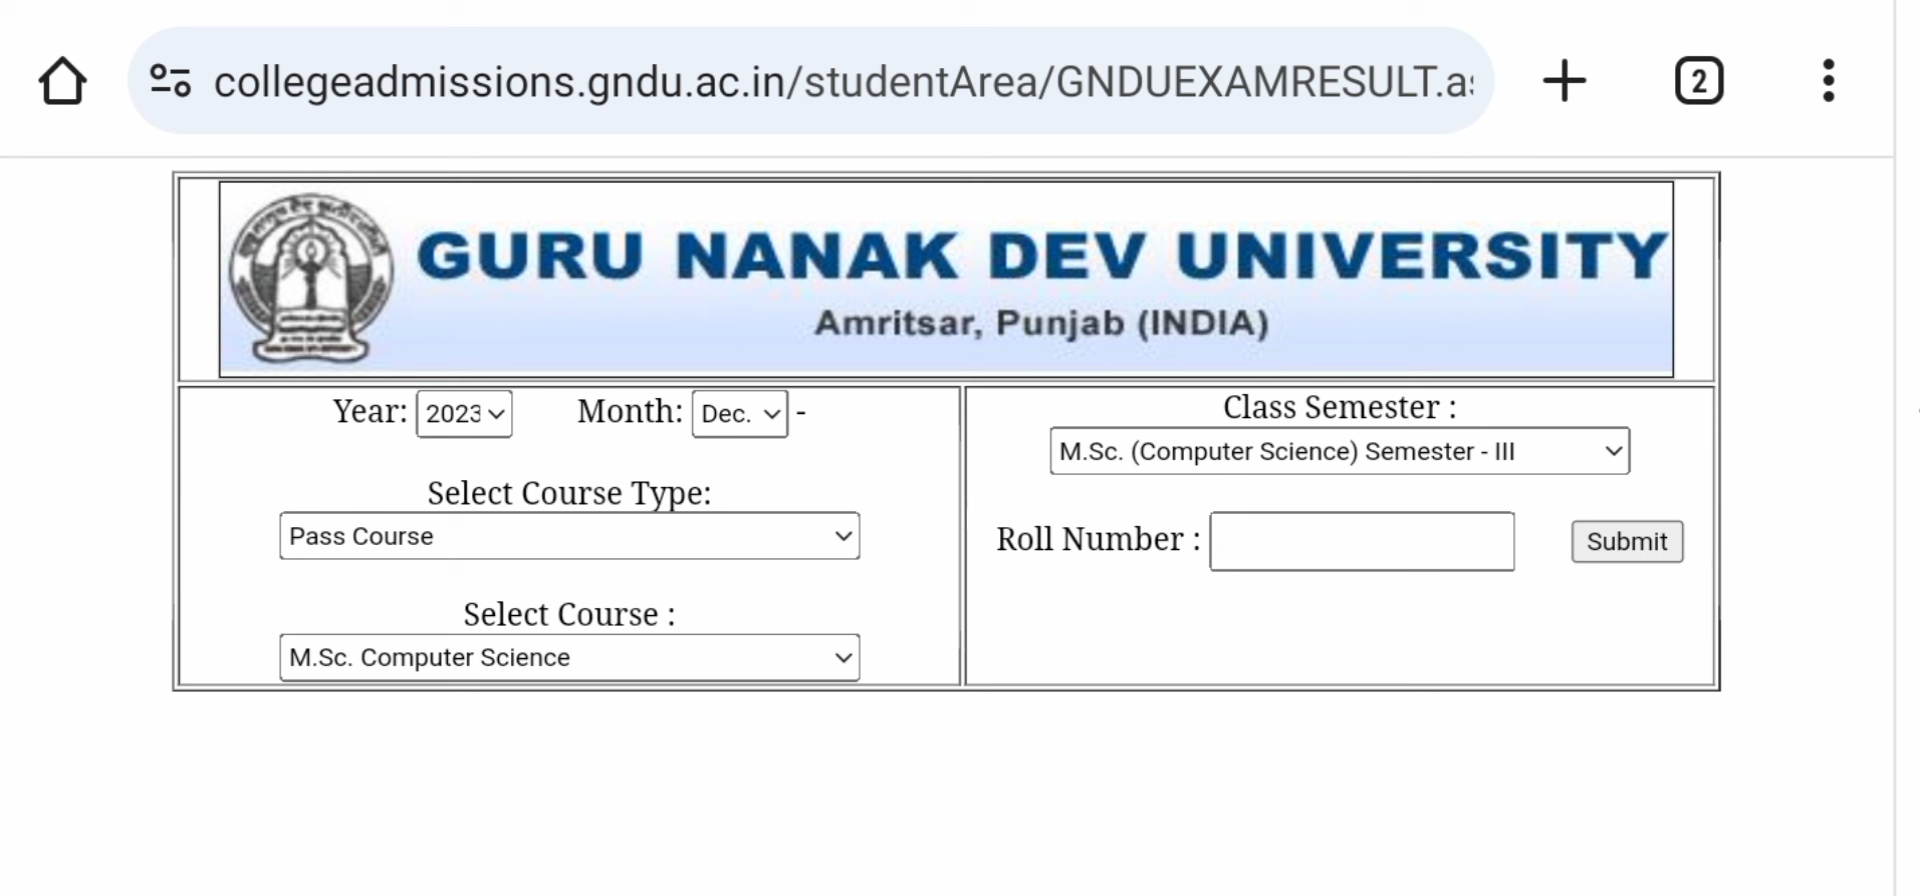 collegeadmissions.gndu.ac.in/studentArea/GNDUEXAMRESULT.as
2
GURU NANAK DEV UNIVERSITY
Amritsar, Punjab (INDIA)
Year: 2023 Month: Dec. -
Select Course Type:
Pass Course
Select Course :
M.Sc. Computer Science
Class Semester :
M.Sc. (Computer Science) Semester - III
Roll Number : Submit